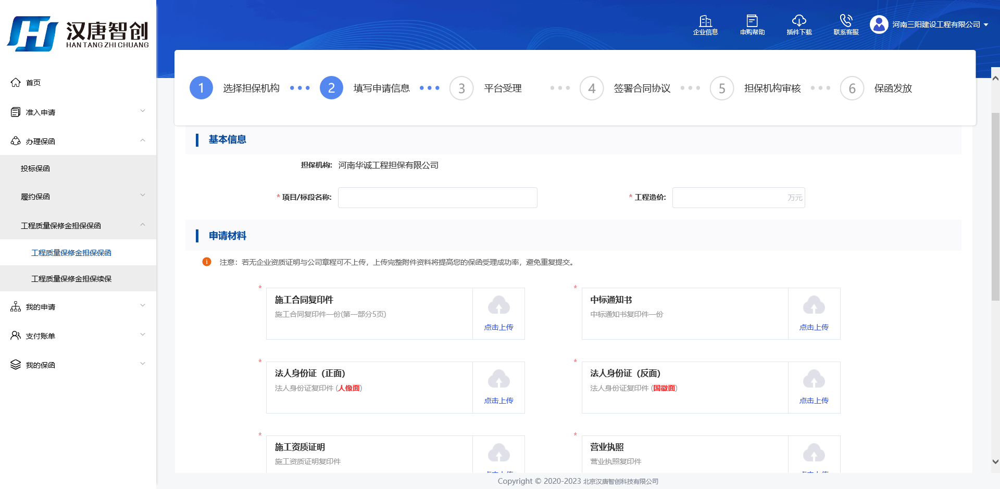 汉唐智创
HAN TANG ZHI CHUANG
企业信息
申购帮助
插件下载
联系客服
河南三阳建设工程有限公司
首页
准入申请
办理保函
投标保函
履约保函
工程质量保修金担保保函
工程质量保修金担保保函
工程质量保修金担保续保
我的申请
支付账单
我的保函
1 选择担保机构
2 填写申请信息
3 平台受理
4 签署合同协议
5 担保机构审核
6 保函发放
基本信息
担保机构: 河南华诚工程担保有限公司
* 项目/标段名称:
* 工程造价: 万元
申请材料
注意：若无企业资质证明与公司章程可不上传，上传完整附件资料将提高您的保函受理成功率，避免重复提交。
* 施工合同复印件
施工合同复印件一份(第一部分5页)
点击上传
* 中标通知书
中标通知书复印件一份
点击上传
* 法人身份证（正面）
法人身份证复印件 (人像面)
点击上传
* 法人身份证（反面）
法人身份证复印件 (国徽面)
点击上传
* 施工资质证明
施工资质证明复印件
点击上传
* 营业执照
营业执照复印件
点击上传
Copyright © 2020-2023 北京汉唐智创科技有限公司